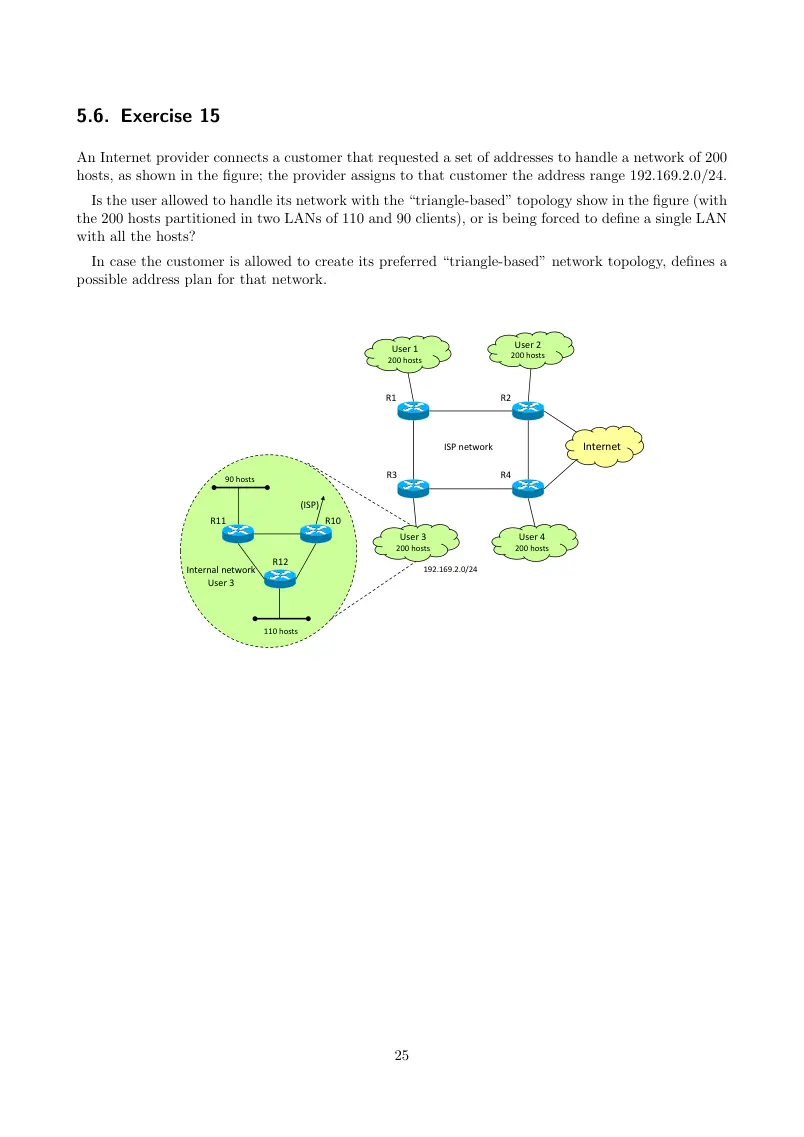 5.6. Exercise 15
An Internet provider connects a customer that requested a set of addresses to handle a network of 200
hosts, as shown in the figure; the provider assigns to that customer the address range 192.169.2.0/24.
Is the user allowed to handle its network with the “triangle-based” topology show in the figure (with
the 200 hosts partitioned in two LANs of 110 and 90 clients), or is being forced to define a single LAN
with all the hosts?
In case the customer is allowed to create its preferred “triangle-based” network topology, defines a
possible address plan for that network.
User 1
200 hosts
User 2
200 hosts
R1
R2
ISP network
Internet
R3
R4
90 hosts
(ISP)
R11
R10
User 3
200 hosts
User 4
200 hosts
R12
Internal network
User 3
192.169.2.0/24
110 hosts
25